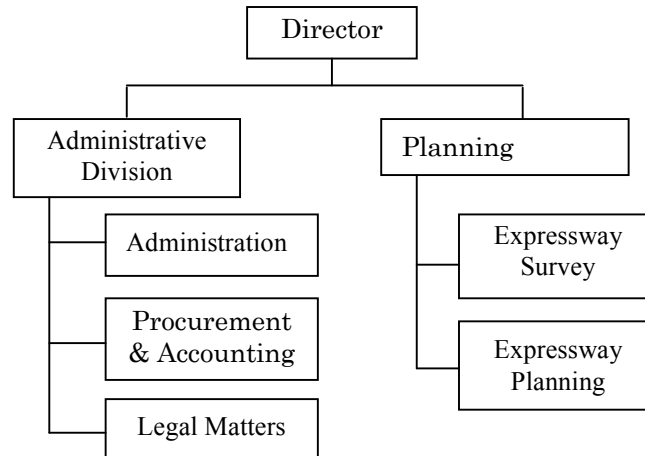 Director
Administrative
Division
Planning
Administration
Expressway
Survey
Procurement
& Accounting
Expressway
Planning
Legal Matters